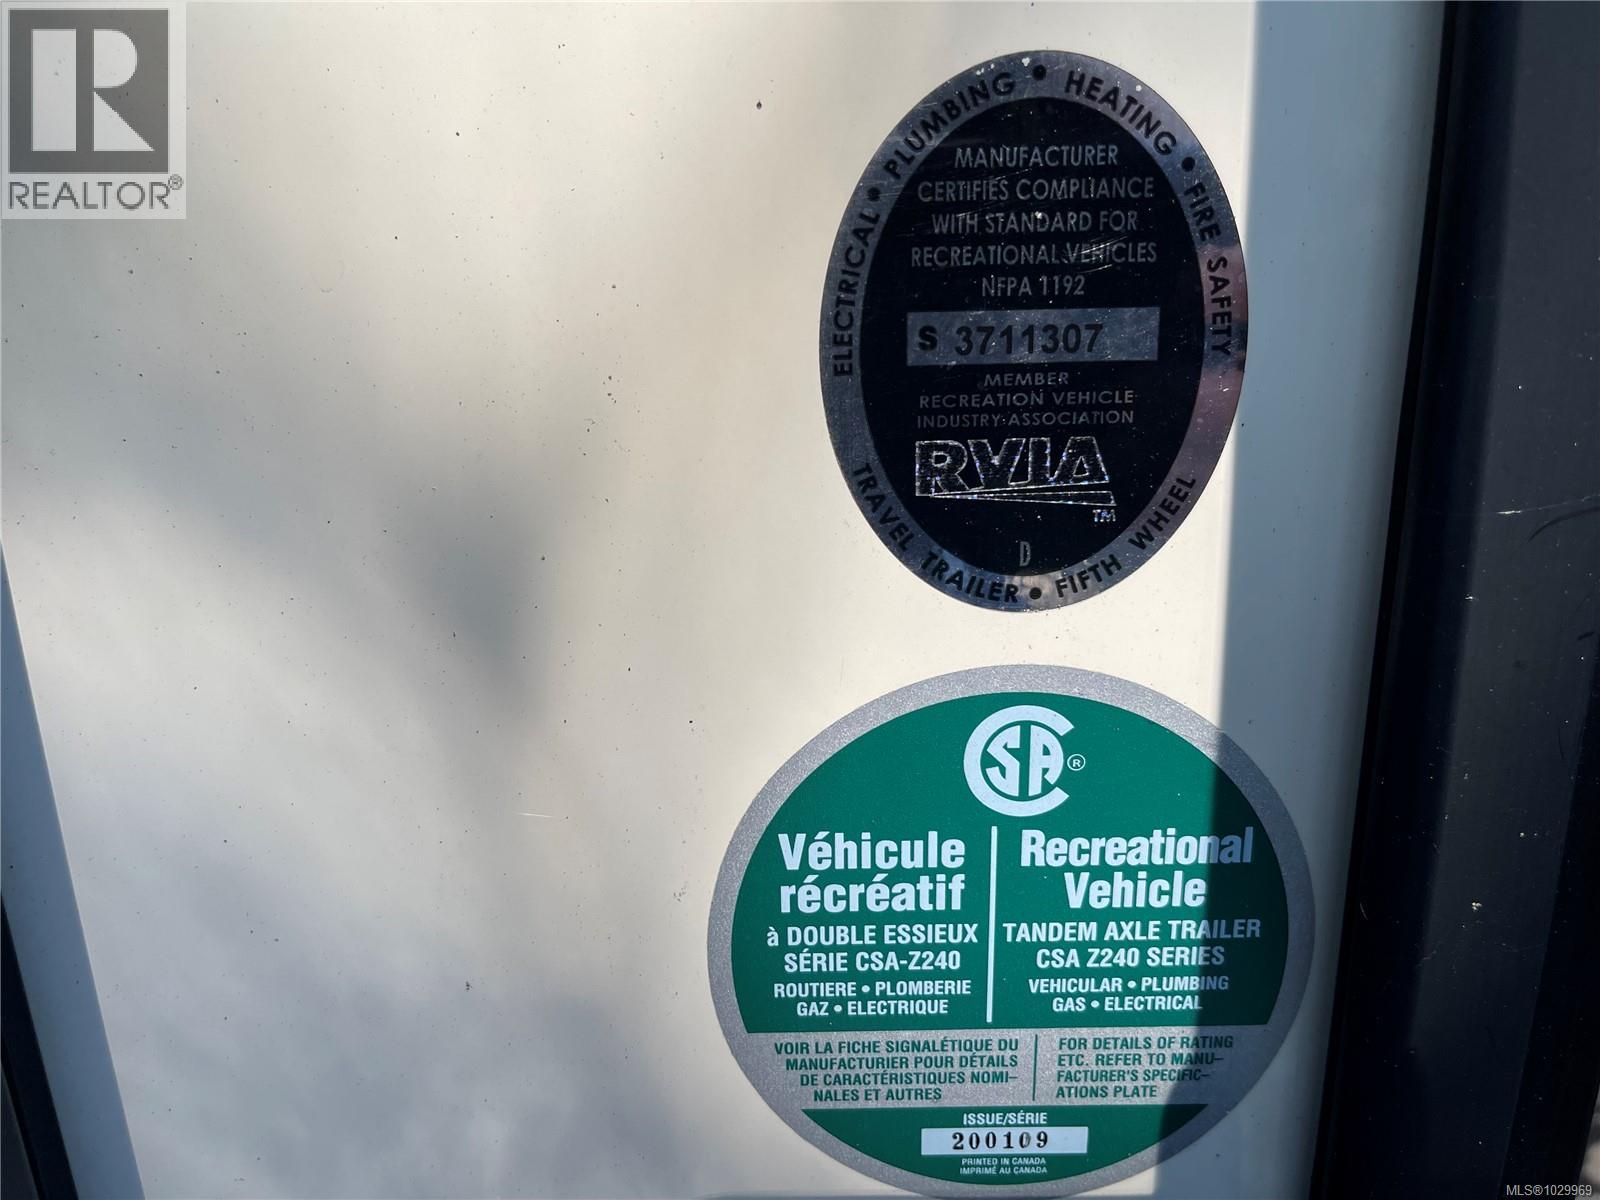 REALTOR®
ELECTRICAL • PLUMBING • HEATING • FIRE SAFETY
MANUFACTURER
CERTIFIES COMPLIANCE
WITH STANDARD FOR
RECREATIONAL VEHICLES
NFPA 1192
S 3711307
MEMBER
RECREATION VEHICLE
INDUSTRY ASSOCIATION
RVIA
TM
D
TRAVEL TRAILER • FIFTH WHEEL
CSA®
Véhicule
récréatif
à DOUBLE ESSIEUX
SÉRIE CSA-Z240
ROUTIERE • PLOMBERIE
GAZ • ELECTRIQUE
Recreational
Vehicle
TANDEM AXLE TRAILER
CSA Z240 SERIES
VEHICULAR • PLUMBING
GAS • ELECTRICAL
VOIR LA FICHE SIGNALÉTIQUE DU
MANUFACTURIER POUR DÉTAILS
DE CARACTÉRISTIQUES NOMI-
NALES ET AUTRES
FOR DETAILS OF RATING
ETC. REFER TO MANU-
FACTURER'S SPECIFIC-
ATIONS PLATE
ISSUE/SÉRIE
200109
PRINTED IN CANADA
IMPRIMÉ AU CANADA
MLS®1029969